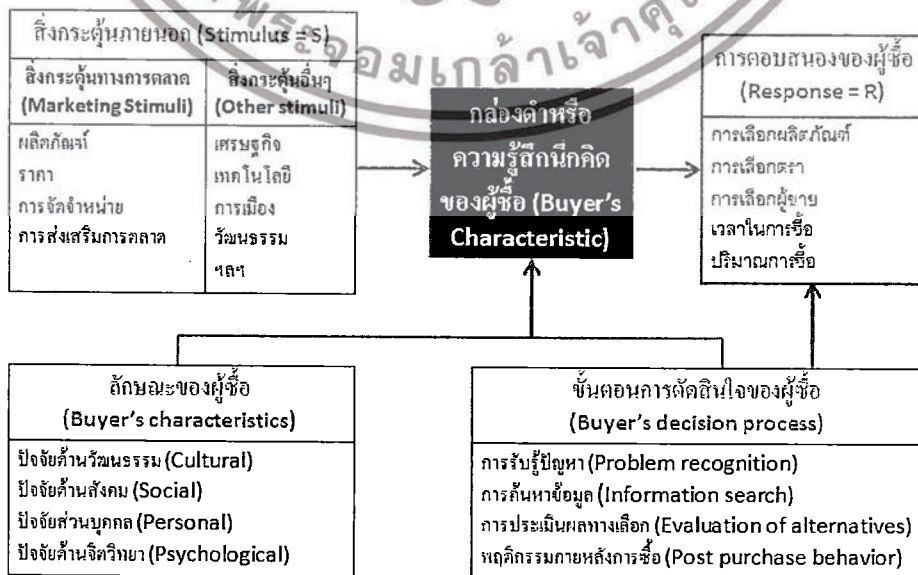 พระจอมเกล้าเจ้าคุ
สิ่งกระตุ้นภายนอก (Stimulus = S)
สิ่งกระตุ้นทางการตลาด
(Marketing Stimuli)
ผลิตภัณฑ์
ราคา
การจัดจำหน่าย
การส่งเสริมการตลาด
สิ่งกระตุ้นอื่นๆ
(Other stimuli)
เศรษฐกิจ
เทคโนโลยี
การเมือง
วัฒนธรรม
ฯลฯ
กล่องดำหรือ
ความรู้สึกนึกคิด
ของผู้ซื้อ (Buyer's
Characteristic)
การตอบสนองของผู้ซื้อ
(Response = R)
การเลือกผลิตภัณฑ์
การเลือกตรา
การเลือกผู้ขาย
เวลาในการซื้อ
ปริมาณการซื้อ
ลักษณะของผู้ซื้อ
(Buyer's characteristics)
ปัจจัยด้านวัฒนธรรม (Cultural)
ปัจจัยด้านสังคม (Social)
ปัจจัยส่วนบุคคล (Personal)
ปัจจัยด้านจิตวิทยา (Psychological)
ขั้นตอนการตัดสินใจของผู้ซื้อ
(Buyer's decision process)
การรับรู้ปัญหา (Problem recognition)
การค้นหาข้อมูล (Information search)
การประเมินผลทางเลือก (Evaluation of alternatives)
พฤติกรรมภายหลังการซื้อ (Post purchase behavior)